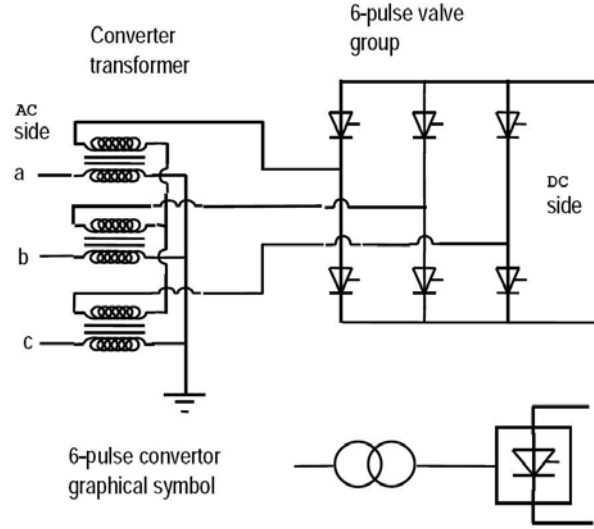 Converter
transformer
6-pulse valve
group
AC
side
a
b
c
DC
side
6-pulse convertor
graphical symbol